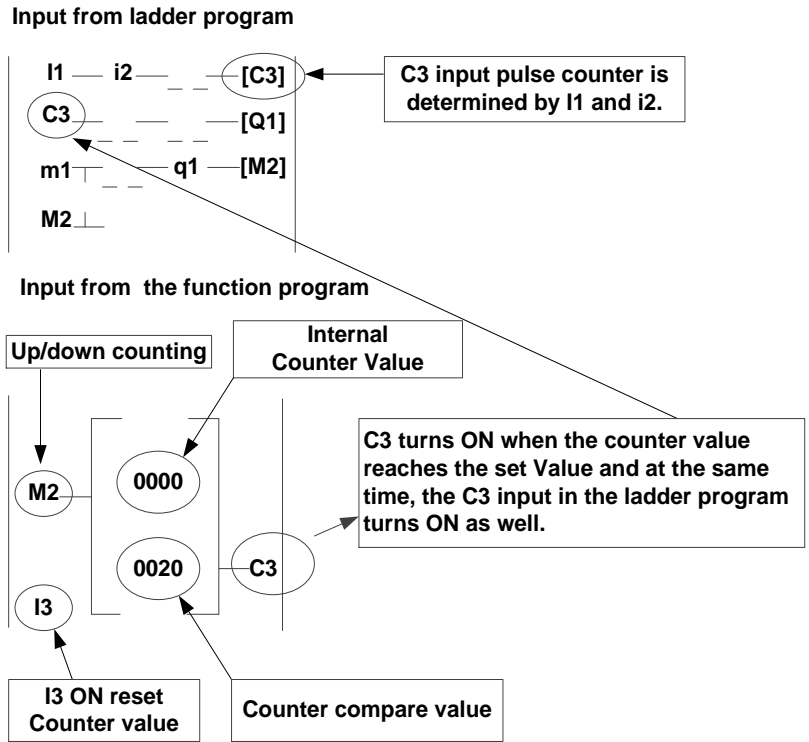 Input from ladder program
I1 i2 [C3]
C3 input pulse counter is
determined by I1 and i2.
C3 [Q1]
m1 q1 [M2]
M2
Input from the function program
Up/down counting
Internal
Counter Value
M2
0000
C3 turns ON when the counter value
reaches the set Value and at the same
time, the C3 input in the ladder program
turns ON as well.
0020
C3
I3
I3 ON reset
Counter value
Counter compare value